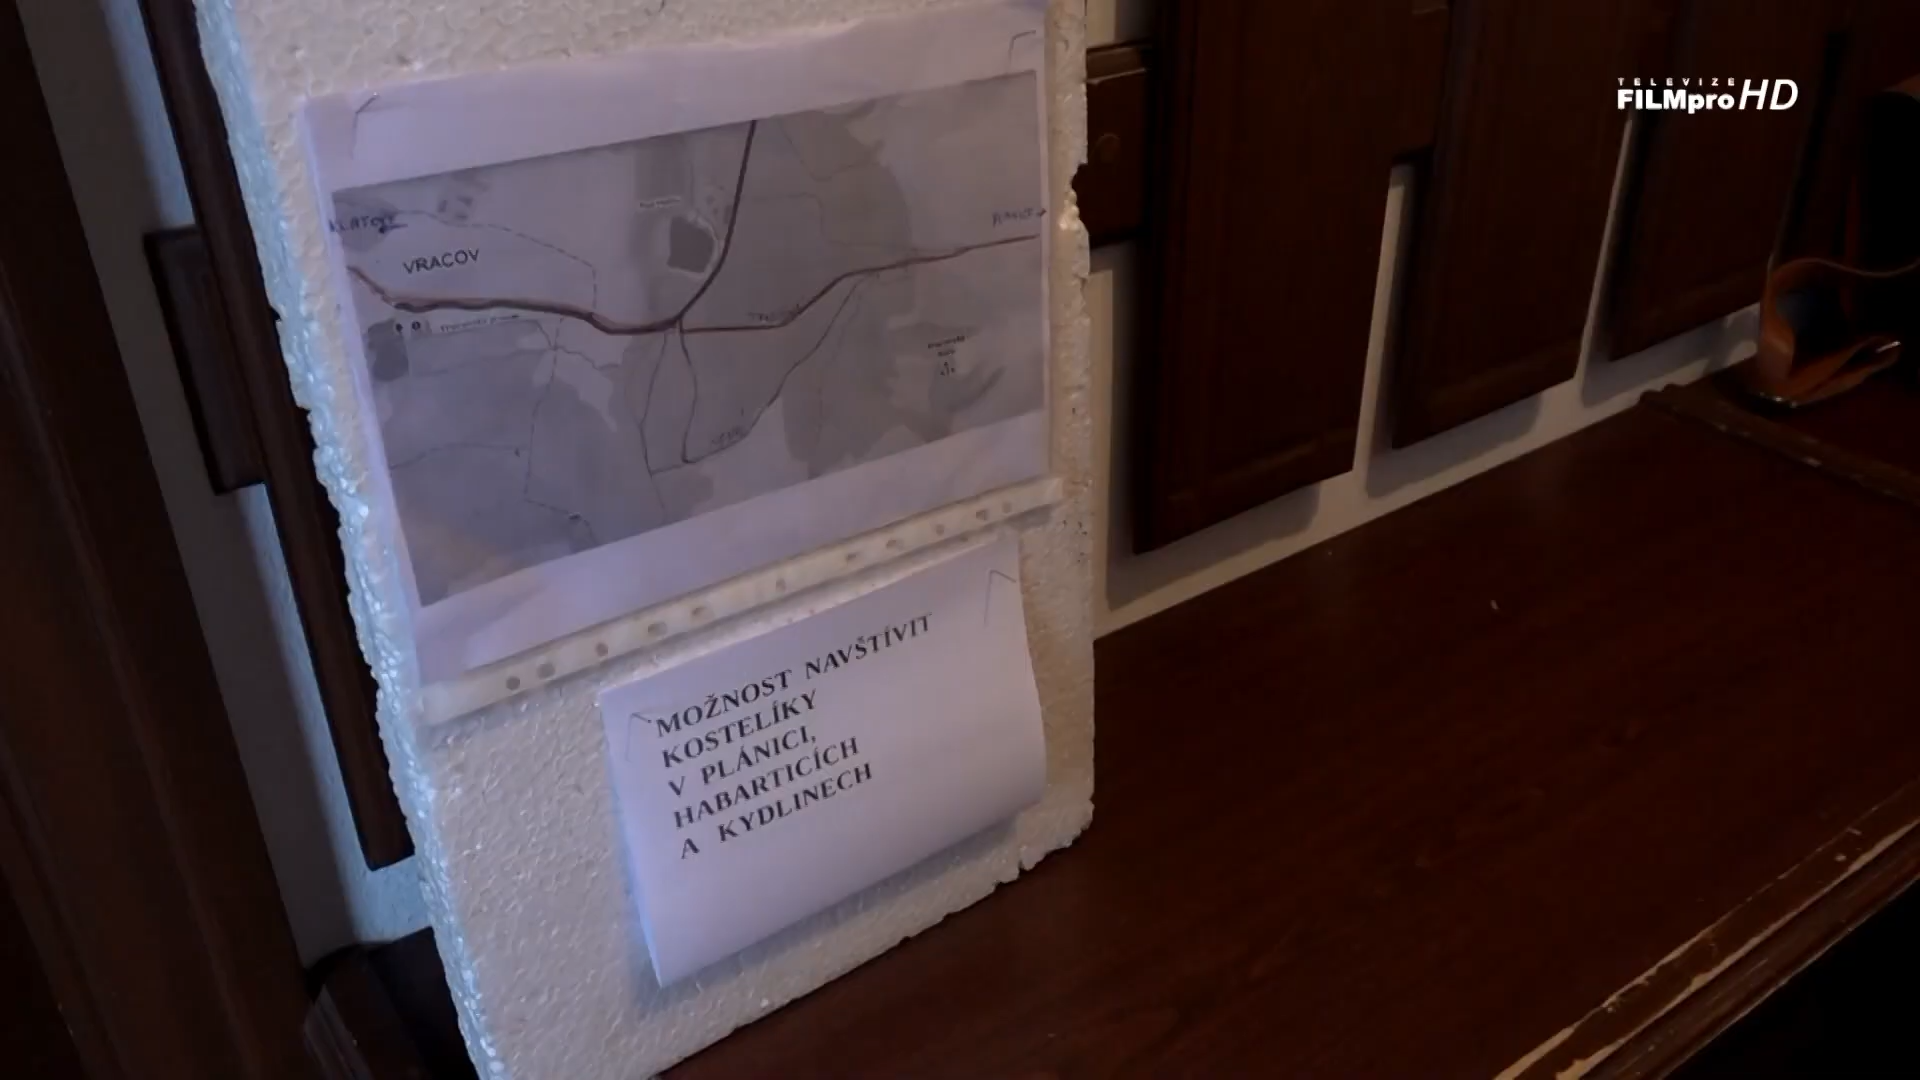 TELEVIZE
FILMpro HD
VRACOV
MOŽNOST NAVŠTÍVIT
KOSTELÍKY
V PLÁNICI,
HABARTICÍCH
A KYDLINECH